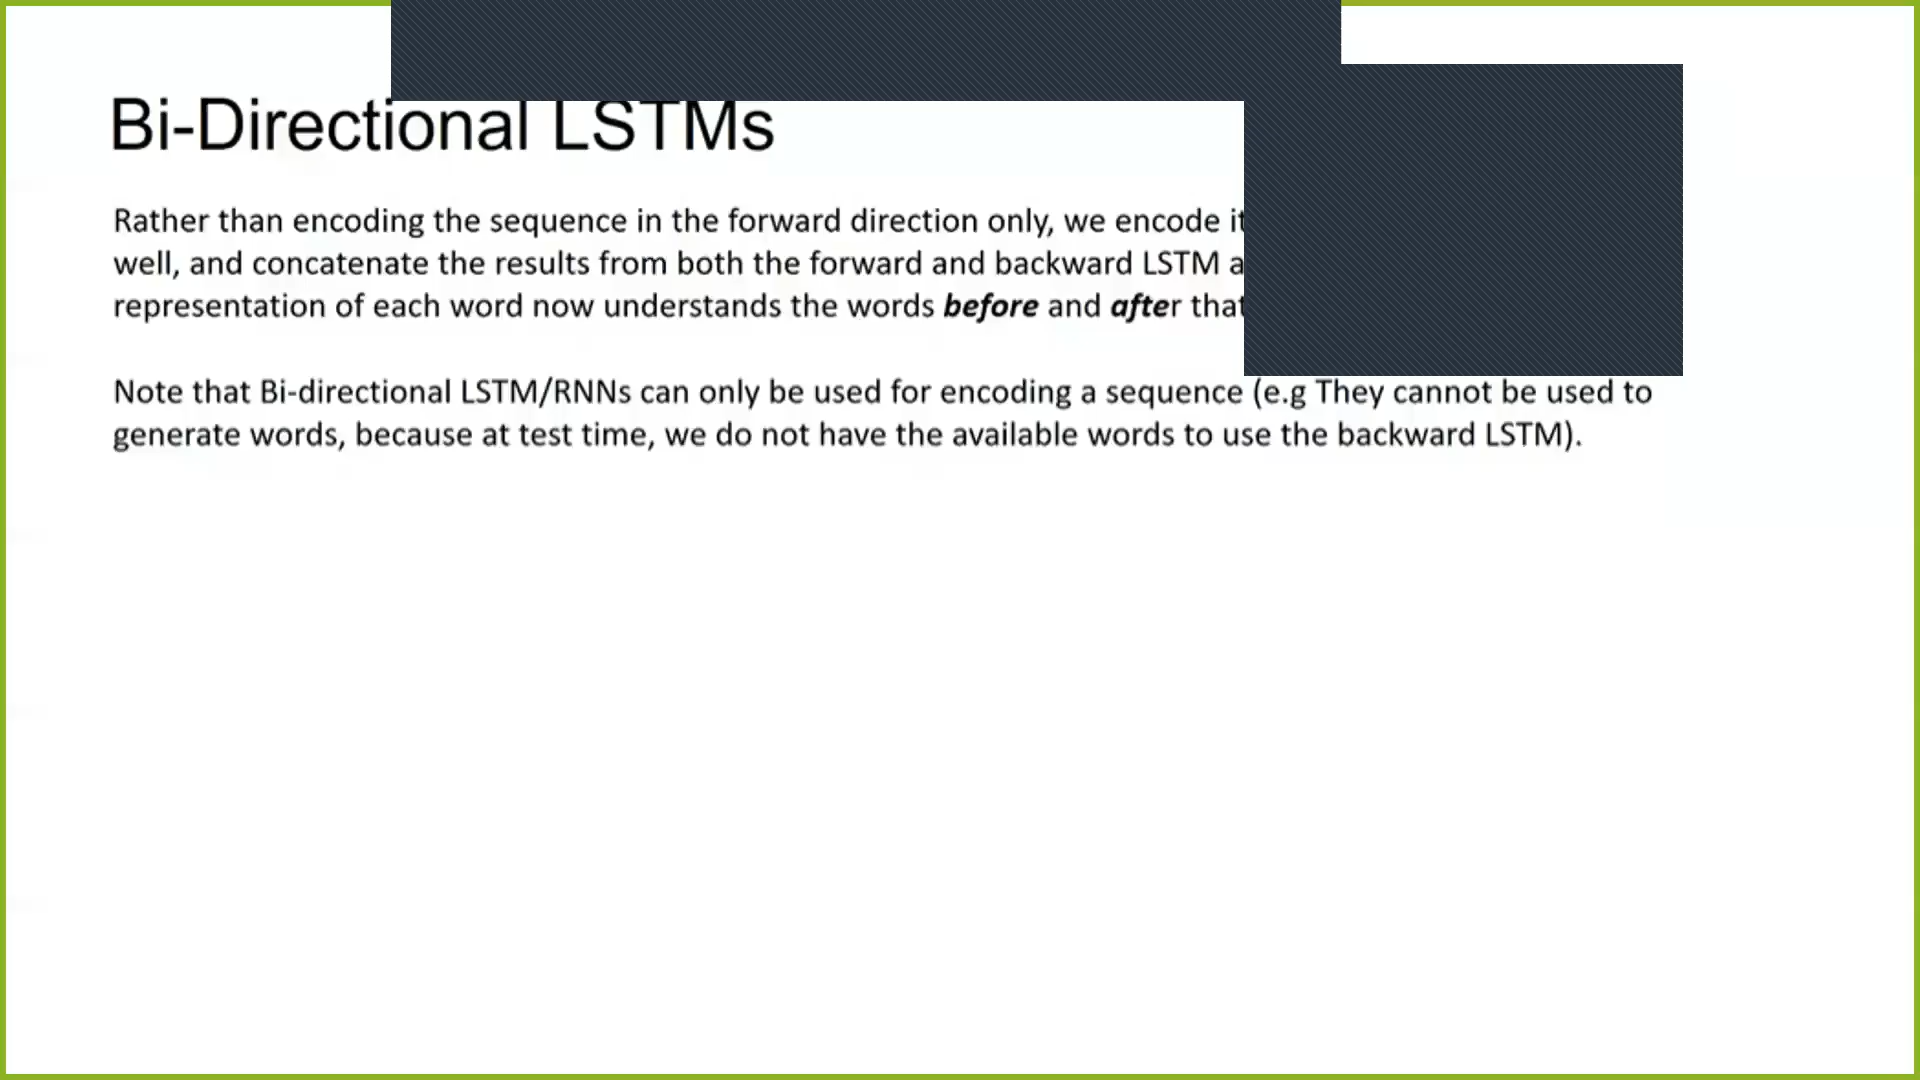 Bi-Directional LSTMs
Rather than encoding the sequence in the forward direction only, we encode it
well, and concatenate the results from both the forward and backward LSTM
representation of each word now understands the words before and after that
Note that Bi-directional LSTM/RNNs can only be used for encoding a sequence (e.g They cannot be used to
generate words, because at test time, we do not have the available words to use the backward LSTM).